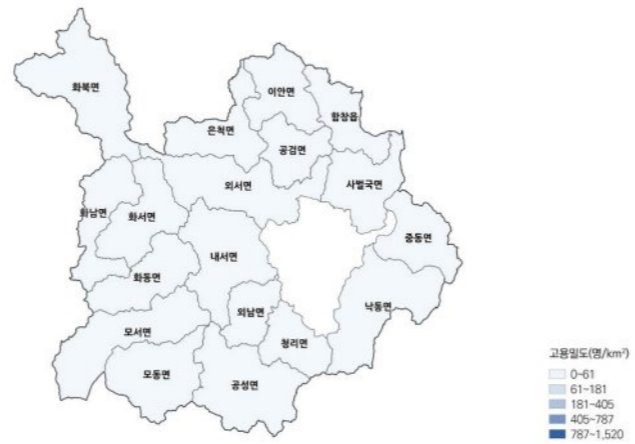 화북면
이안면
함창읍
은척면
공검면
외서면
사벌국면
화남면
화서면
중동면
내서면
화동면
낙동면
외남면
모서면
청리면
모동면
공성면
고용밀도(명/km²)
0~61
61~181
181~405
405~787
787~1,520